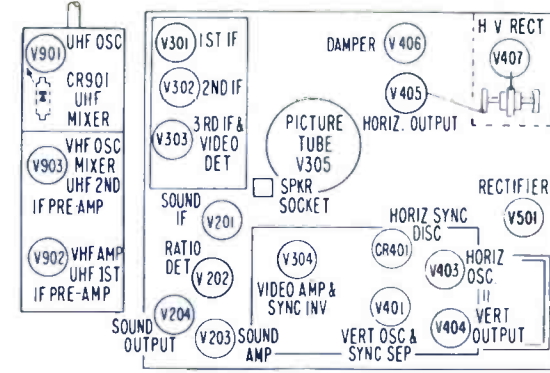 V901
UHF OSC
CR901
UHF
MIXER
V903
VHF OSC
MIXER
UHF 2ND
IF PRE-AMP
V902
VHF AMP
UHF 1ST
IF PRE-AMP
V301
1ST IF
V302
2ND IF
V303
3RD IF &
VIDEO
DET
DAMPER
V406
V405
HORIZ. OUTPUT
H V RECT
V407
PICTURE
TUBE
V305
SPKR
SOCKET
SOUND
IF
V201
RATIO
DET
V202
V204
SOUND
OUTPUT
V203
SOUND
AMP
V304
VIDEO AMP &
SYNC INV
HORIZ SYNC
DISC
CR401
V401
VERT OSC &
SYNC SEP
RECTIFIER
V501
V403
HORIZ
OSC
V404
VERT
OUTPUT